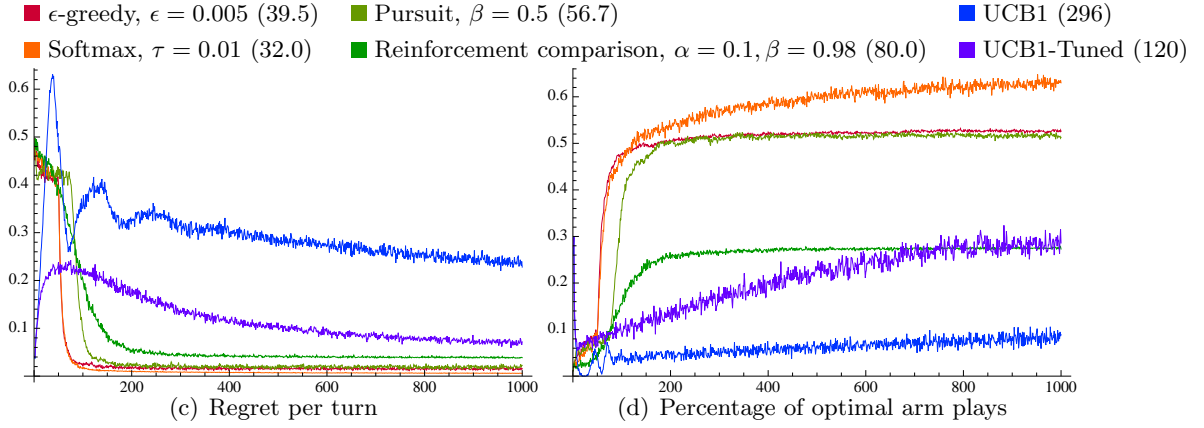 ϵ-greedy, ϵ = 0.005 (39.5) Pursuit, β = 0.5 (56.7) UCB1 (296)
Softmax, τ = 0.01 (32.0) Reinforcement comparison, α = 0.1, β = 0.98 (80.0) UCB1-Tuned (120)
0.6
0.5
0.4
0.3
0.2
0.1
200 400 600 800 1000
(c) Regret per turn
0.6
0.5
0.4
0.3
0.2
0.1
200 400 600 800 1000
(d) Percentage of optimal arm plays